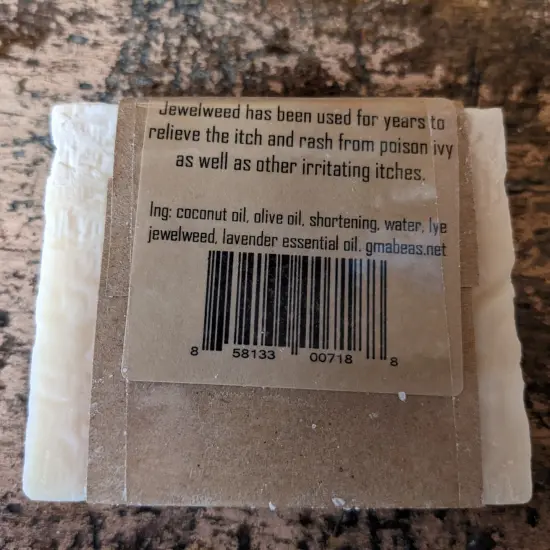 Jewelweed has been used for years to
relieve the itch and rash from poison ivy
as well as other irritating itches.
Ing: coconut oil, olive oil, shortening, water, lye
jewelweed, lavender essential oil. gmabeas.net
8 58133 00718 8